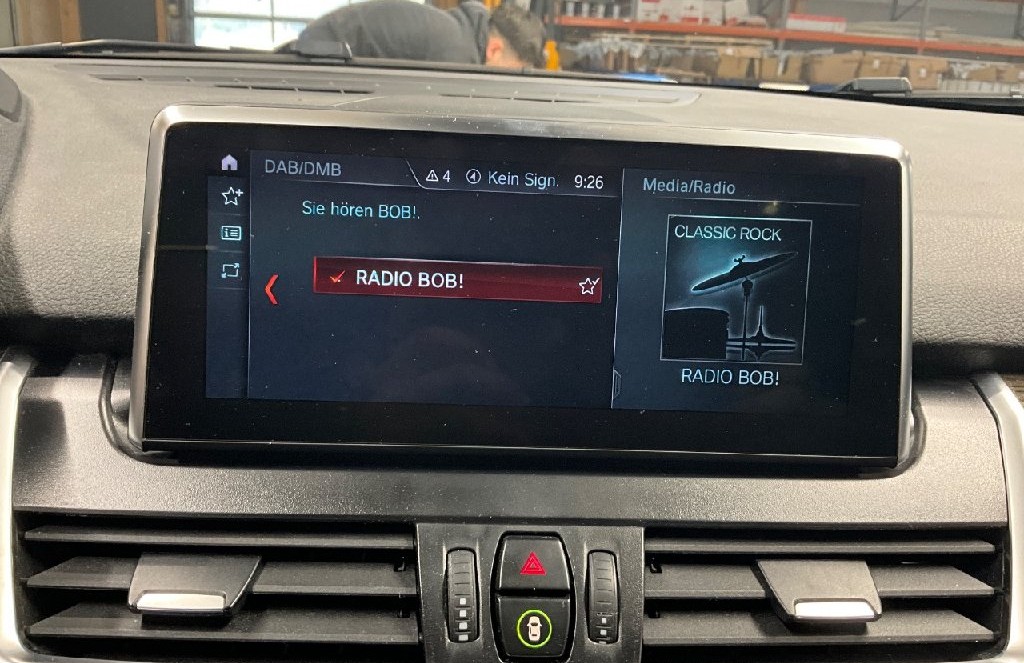 DAB/DMB
4 Kein Sign. 9:26
Sie hören BOB!.
RADIO BOB!
Media/Radio
CLASSIC ROCK
RADIO BOB!